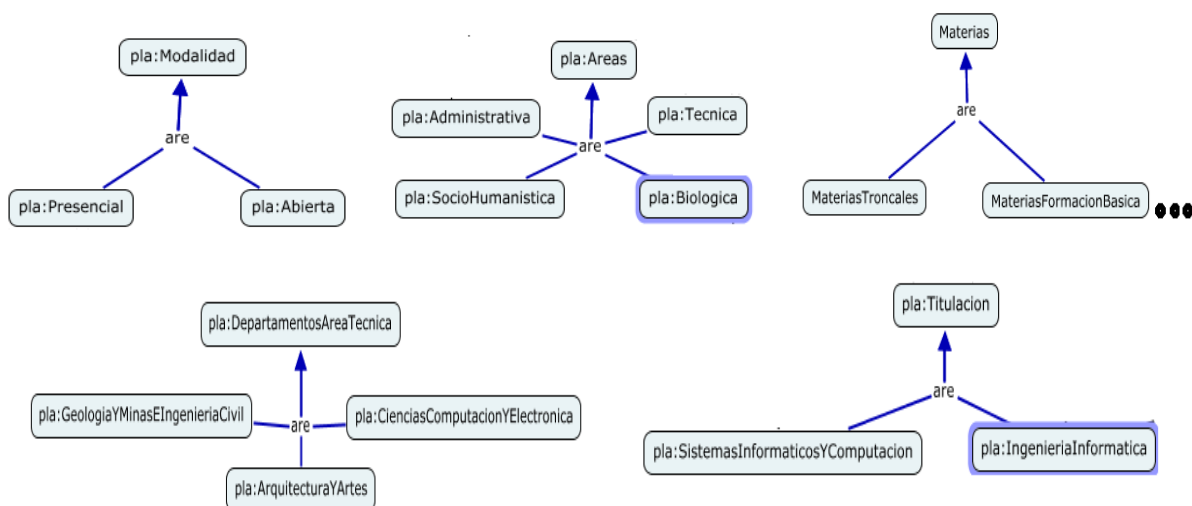 pla:Modalidad
are
pla:Presencial
pla:Abierta
pla:Areas
pla:Administrativa
pla:Tecnica
are
pla:SocioHumanistica
pla:Biologica
Materias
are
MateriasTroncales
MateriasFormacionBasica
pla:DepartamentosAreaTecnica
pla:GeologiaYMinasEIngenieriaCivil
are
pla:CienciasComputacionYElectronica
pla:ArquitecturaYArtes
pla:Titulacion
are
pla:SistemasInformaticosYComputacion
pla:IngenieriaInformatica